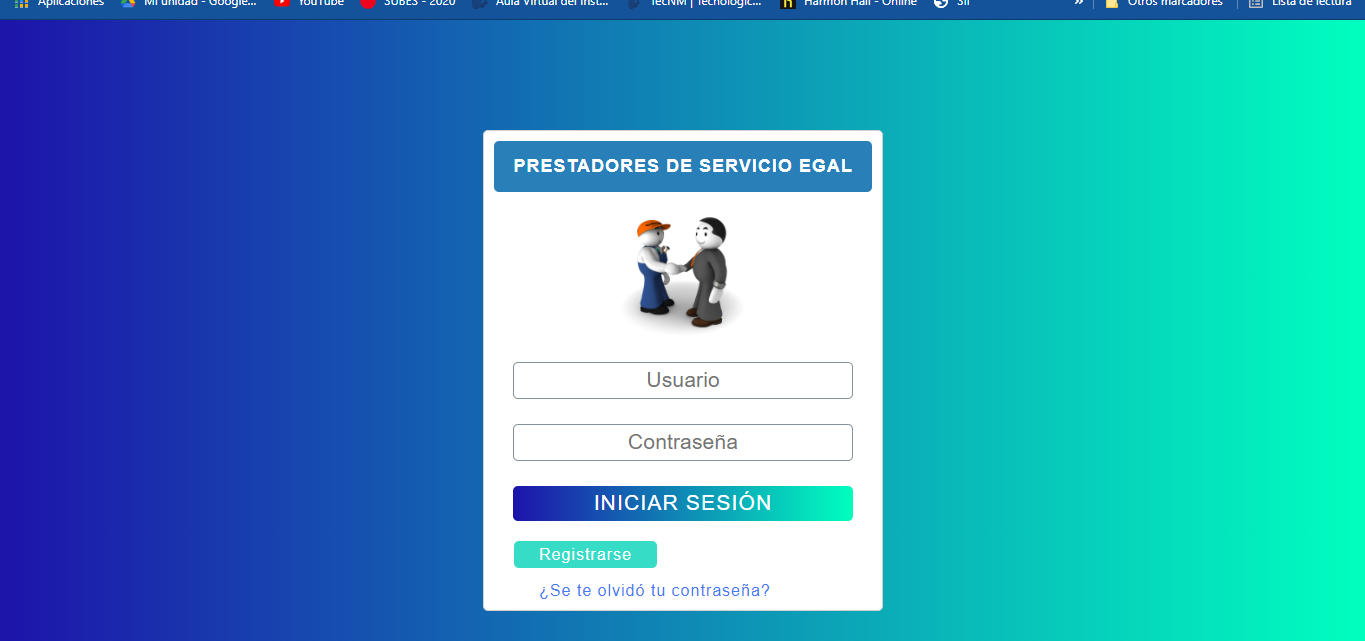 Aplicaciones Mi unidad - Google... YouTube SUBES - 2020 Aula Virtual del Inst... TecNM | Tecnológic... Harmon Hall - Online SII » Otros marcadores Lista de lectura
PRESTADORES DE SERVICIO EGAL
Usuario
Contraseña
INICIAR SESIÓN
Registrarse
¿Se te olvidó tu contraseña?